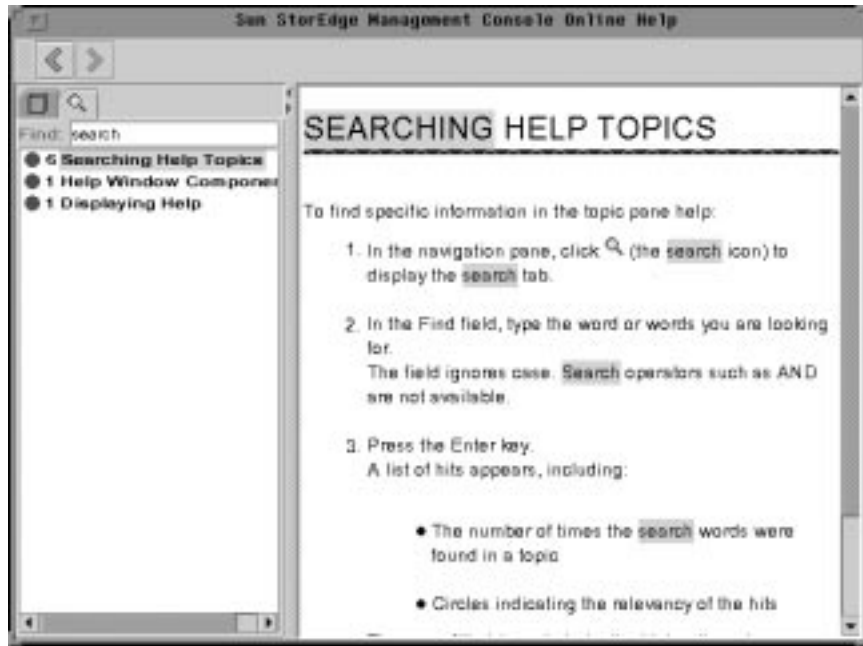 Sun StorEdge Management Console Online Help
Find: search
6 Searching Help Topics
1 Help Window Componen
1 Displaying Help
SEARCHING HELP TOPICS
To find specific information in the topic pane help:
1. In the navigation pane, click (the search icon) to
display the search tab.
2. In the Find field, type the word or words you are looking
for.
The field ignores case. Search operators such as AND
are not available.
3. Press the Enter key.
A list of hits appears, including:
● The number of times the search words were
found in a topic
● Circles indicating the relevancy of the hits